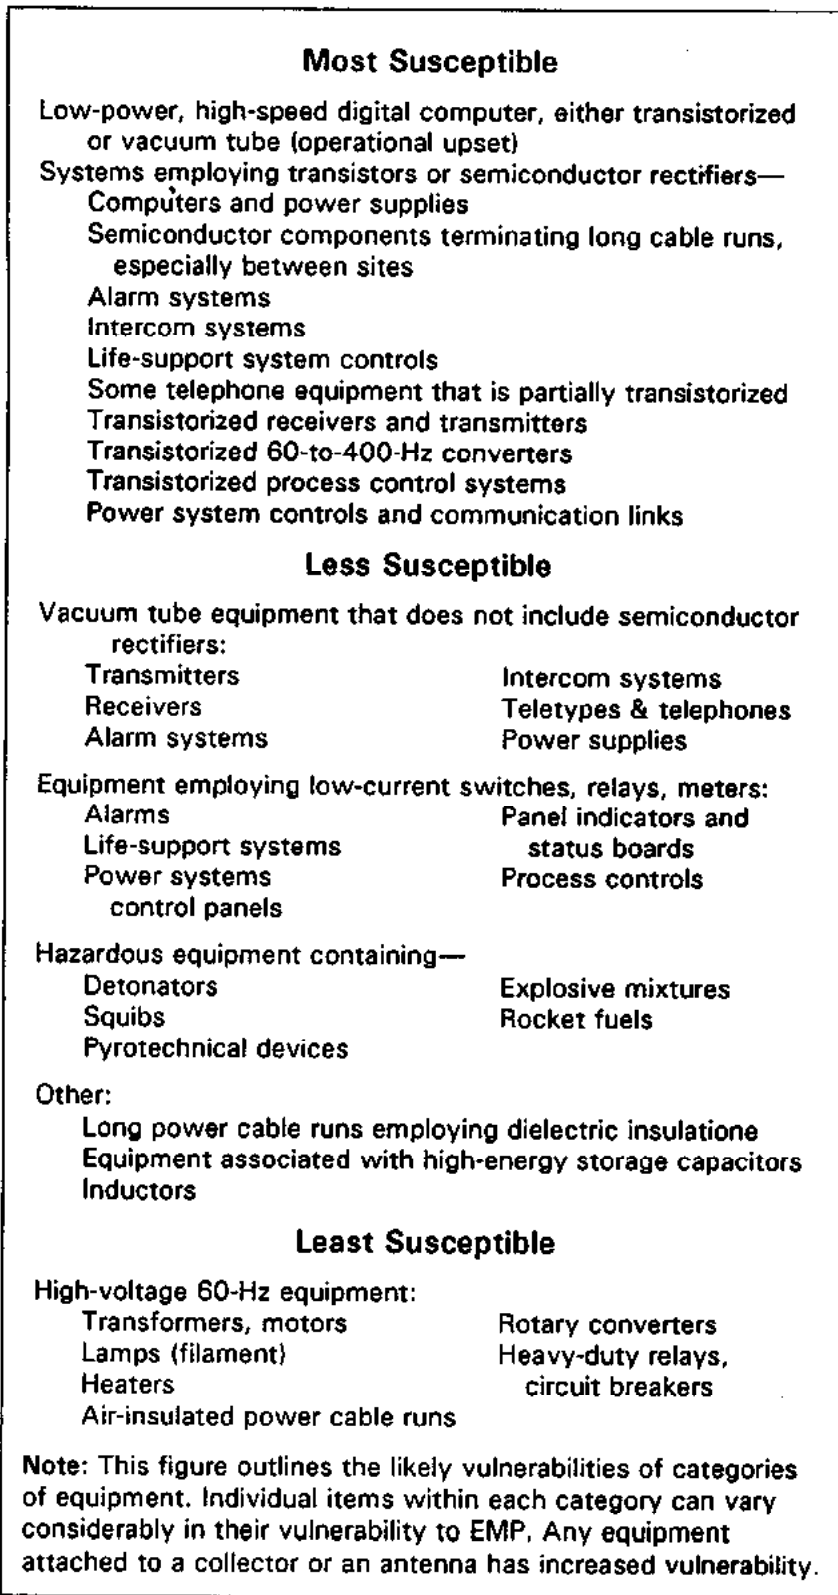 Most Susceptible
Low-power, high-speed digital computer, either transistorized
or vacuum tube (operational upset)
Systems employing transistors or semiconductor rectifiers—
Computers and power supplies
Semiconductor components terminating long cable runs,
especially between sites
Alarm systems
Intercom systems
Life-support system controls
Some telephone equipment that is partially transistorized
Transistorized receivers and transmitters
Transistorized 60-to-400-Hz converters
Transistorized process control systems
Power system controls and communication links
Less Susceptible
Vacuum tube equipment that does not include semiconductor
rectifiers:
Transmitters Intercom systems
Receivers Teletypes & telephones
Alarm systems Power supplies
Equipment employing low-current switches, relays, meters:
Alarms Panel indicators and
Life-support systems status boards
Power systems Process controls
control panels
Hazardous equipment containing—
Detonators Explosive mixtures
Squibs Rocket fuels
Pyrotechnical devices
Other:
Long power cable runs employing dielectric insulatione
Equipment associated with high-energy storage capacitors
Inductors
Least Susceptible
High-voltage 60-Hz equipment:
Transformers, motors Rotary converters
Lamps (filament) Heavy-duty relays,
Heaters circuit breakers
Air-insulated power cable runs
Note: This figure outlines the likely vulnerabilities of categories
of equipment. Individual items within each category can vary
considerably in their vulnerability to EMP. Any equipment
attached to a collector or an antenna has increased vulnerability.